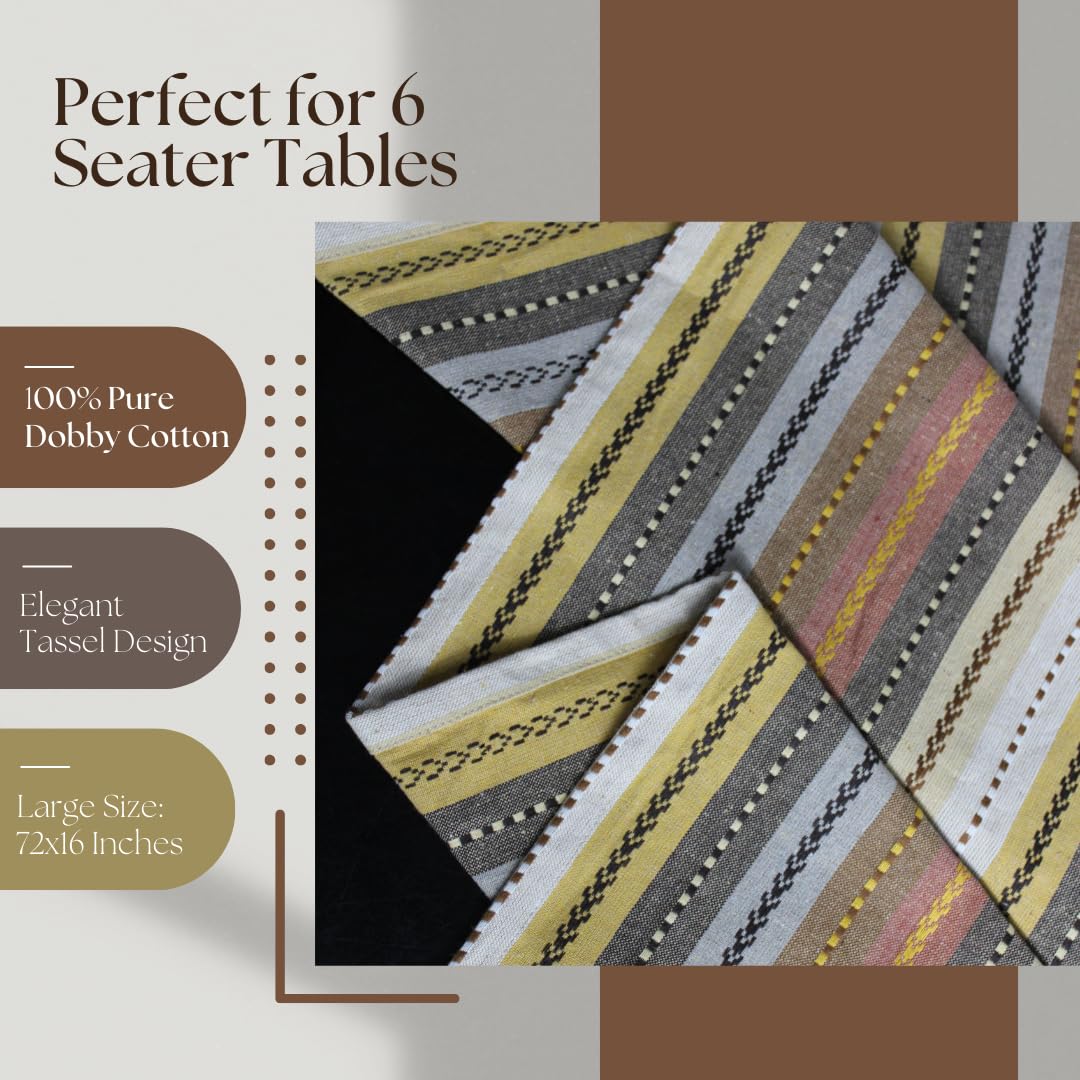 Perfect for 6
Seater Tables
100% Pure
Dobby Cotton
Elegant
Tassel Design
Large Size:
72x16 Inches